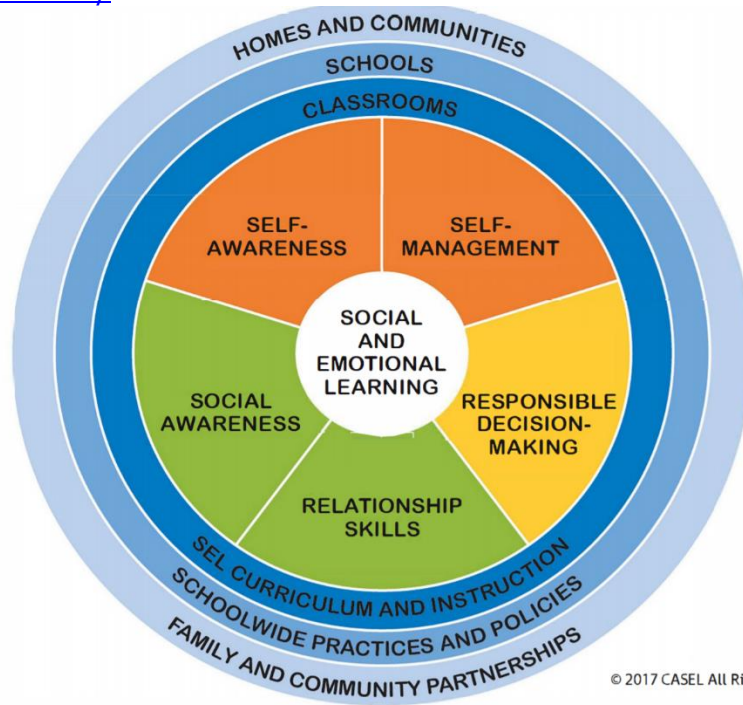 HOMES AND COMMUNITIES
SCHOOLS
CLASSROOMS
SELF-
AWARENESS
SELF-
MANAGEMENT
SOCIAL
AND
EMOTIONAL
LEARNING
SOCIAL
AWARENESS
RESPONSIBLE
DECISION-
MAKING
RELATIONSHIP
SKILLS
SEL CURRICULUM AND INSTRUCTION
SCHOOLWIDE PRACTICES AND POLICIES
FAMILY AND COMMUNITY PARTNERSHIPS
© 2017 CASEL All